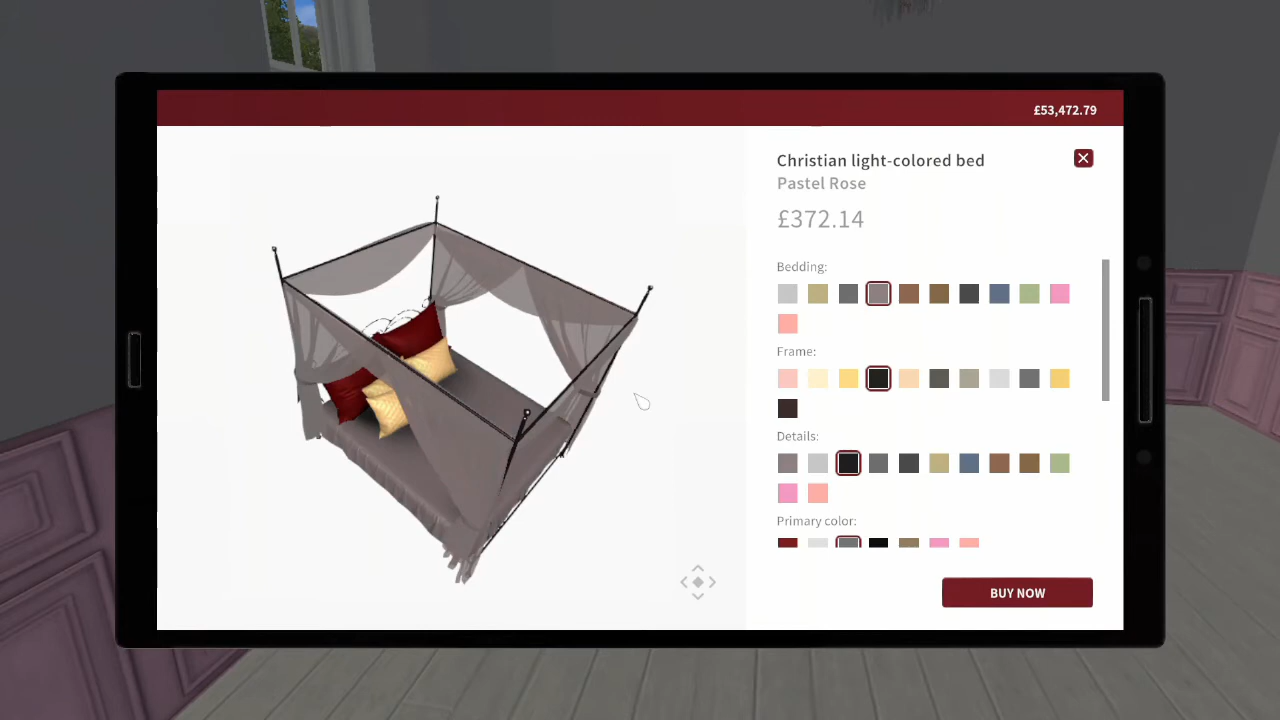 £53,472.79
Christian light-colored bed
Pastel Rose
£372.14
Bedding:
Frame:
Details:
Primary color:
BUY NOW